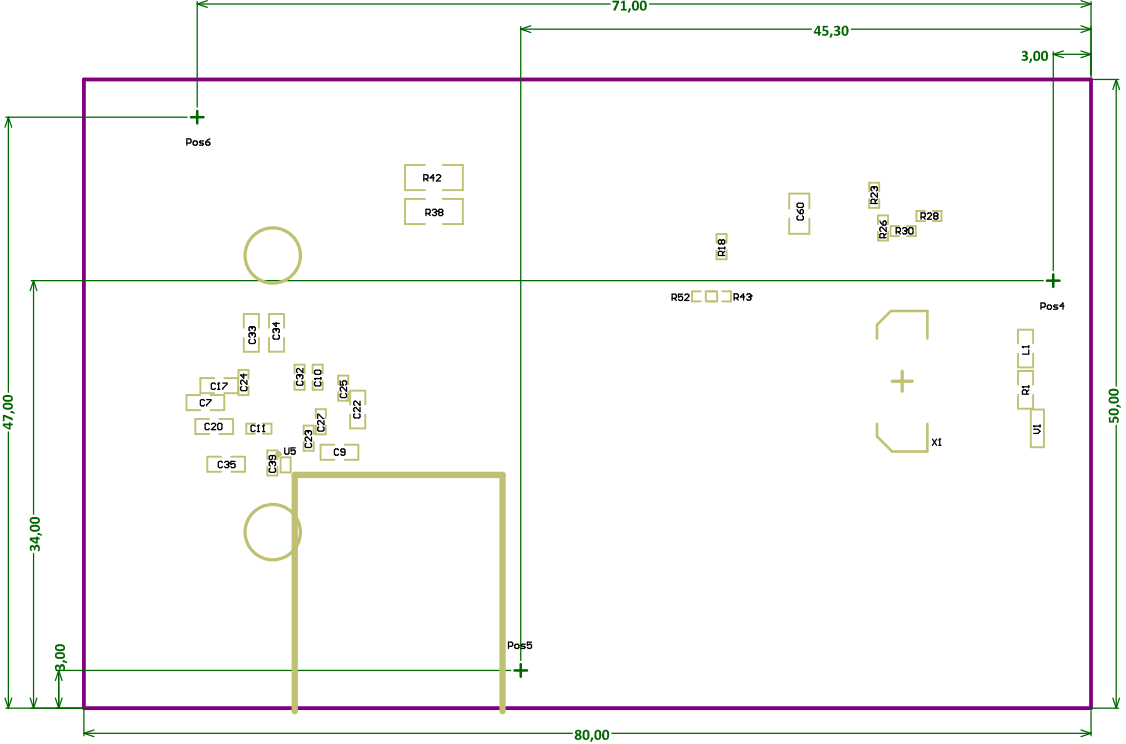 71,00
45,30
3,00
Pos6
R42
R38
C60
R23
R28
R26
R30
R18
R52
R43
Pos4
C33
C34
L1
C17
C24
C32
C10
C25
R1
C7
C22
C20
C11
C27
C23
V1
X1
C9
U5
C39
C35
47,00
50,00
34,00
Pos5
3,00
80,00